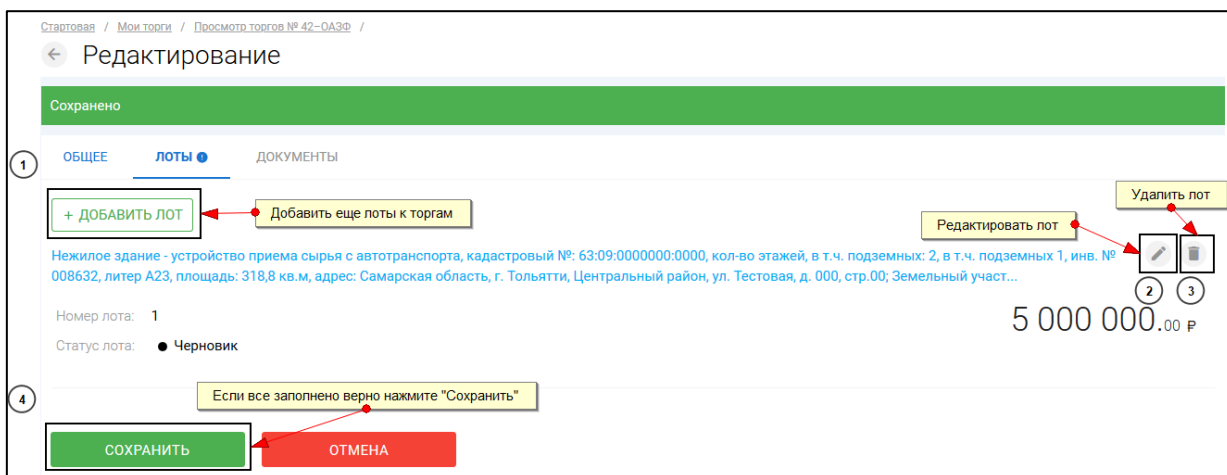 Стартовая / Мои торги / Просмотр торгов № 42-ОАЗФ /
Редактирование
Сохранено
1
ОБЩЕЕ ЛОТЫ ДОКУМЕНТЫ
Удалить лот
+ ДОБАВИТЬ ЛОТ
Добавить еще лоты к торгам
Редактировать лот
Нежилое здание - устройство приема сырья с автотранспорта, кадастровый №: 63:09:0000000:0000, кол-во этажей, в т.ч. подземных: 2, в т.ч. подземных 1, инв. №
008632, литер А23, площадь: 318,8 кв.м, адрес: Самарская область, г. Тольятти, Центральный район, ул. Тестовая, д. 000, стр.00; Земельный участ...
2 3
Номер лота: 1
5 000 000.00 ₽
Статус лота: ● Черновик
Если все заполнено верно нажмите "Сохранить"
4
СОХРАНИТЬ ОТМЕНА